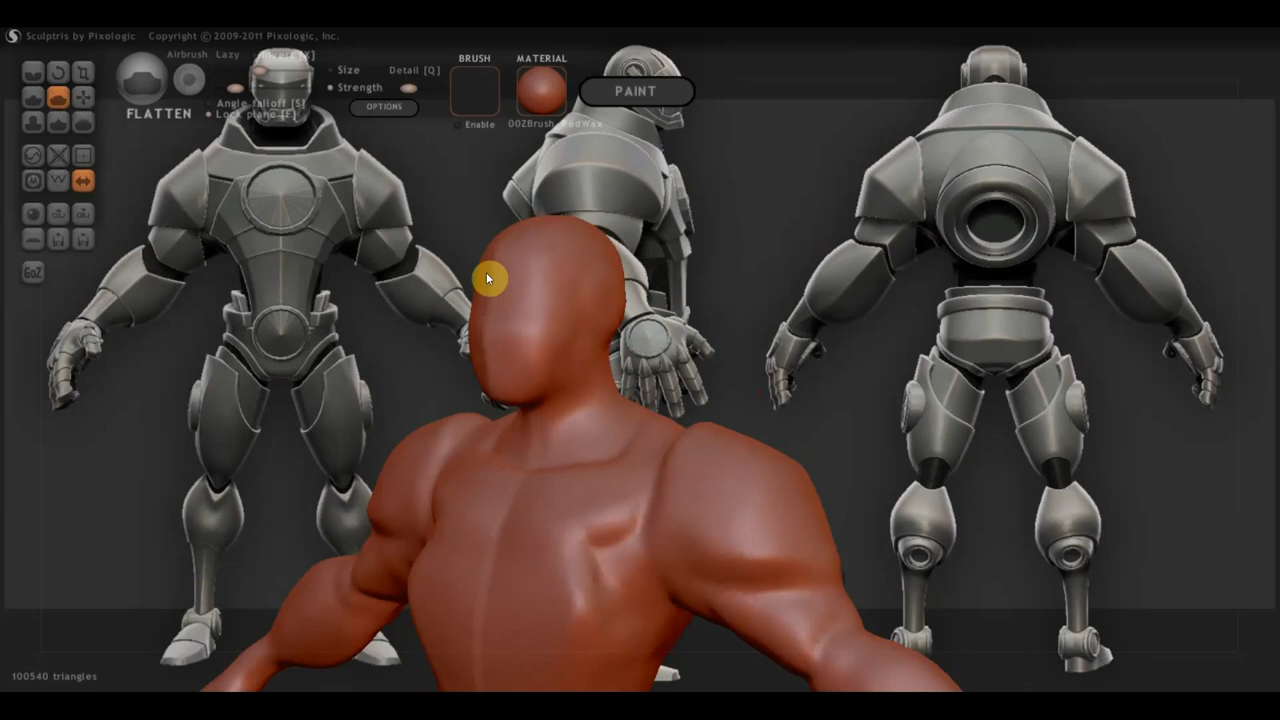 Sculptris by Pixologic Copyright © 2009-2011 Pixologic, Inc.
Airbrush Lazy [X]
BRUSH MATERIAL
Size Detail [Q]
Strength
PAINT
Angle falloff [S]
OPTIONS
FLATTEN
Lock plane [F]
Enable 00ZBrush_RedWax
GoZ
100540 triangles